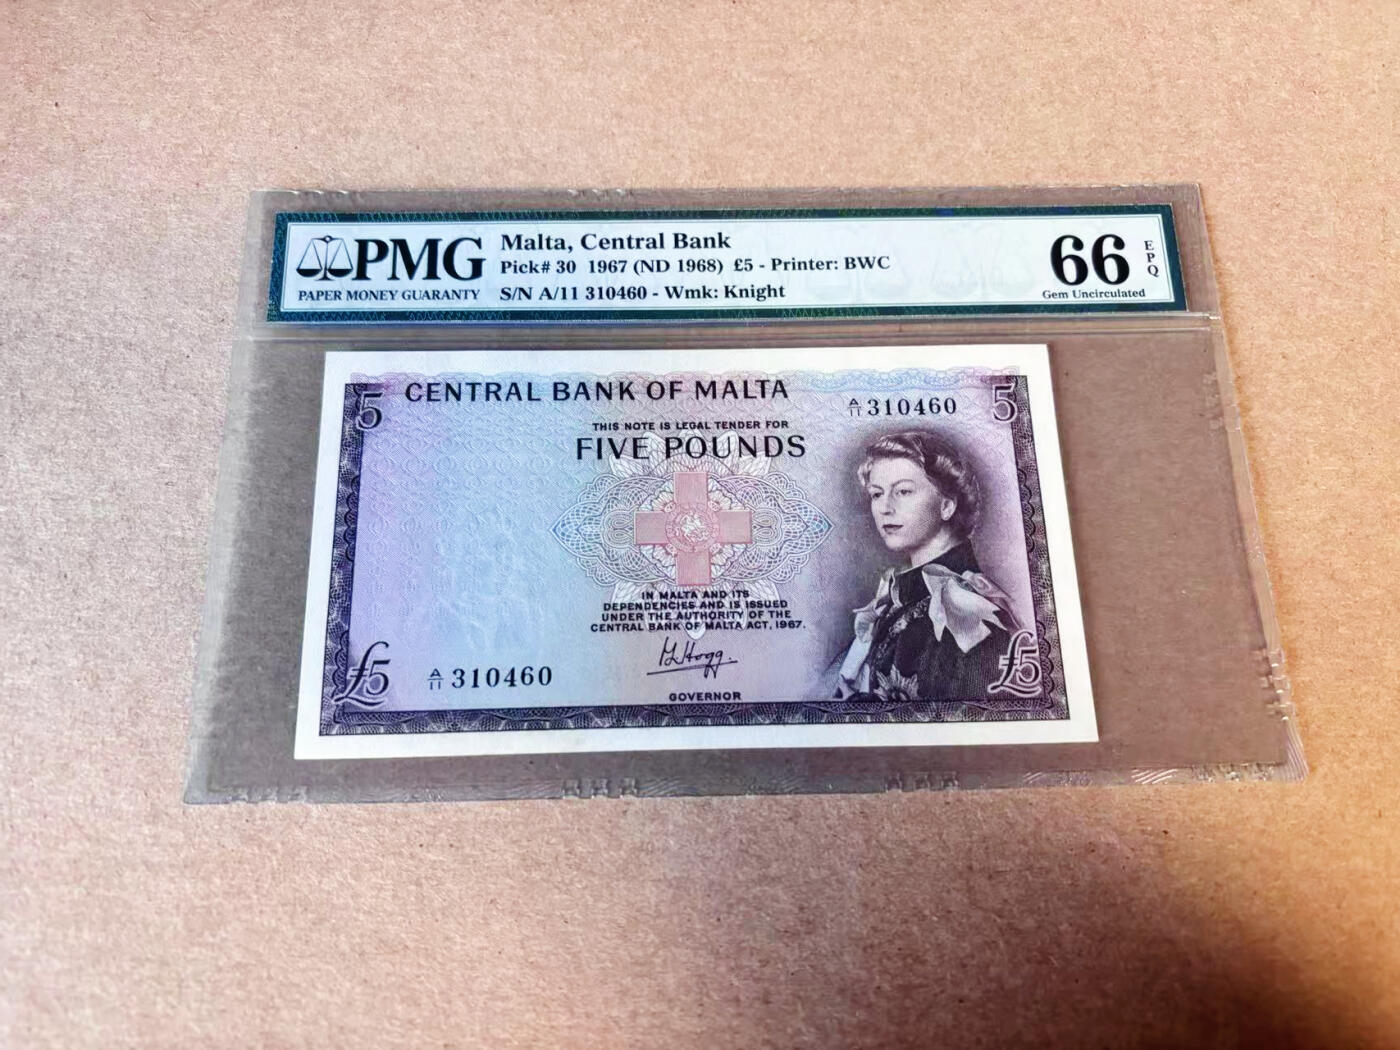 PMG
PAPER MONEY GUARANTY
Malta, Central Bank
Pick# 30 1967 (ND 1968) £5 - Printer: BWC
S/N A/11 310460 - Wmk: Knight
66
EPQ
Gem Uncirculated
5
CENTRAL BANK OF MALTA
A/11 310460
5
THIS NOTE IS LEGAL TENDER FOR
FIVE POUNDS
IN MALTA AND ITS
DEPENDENCIES AND IS ISSUED
UNDER THE AUTHORITY OF THE
CENTRAL BANK OF MALTA ACT, 1967.
£5
A/11 310460
GOVERNOR
£5